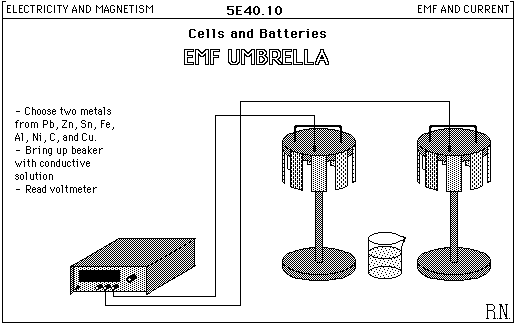 ELECTRICITY AND MAGNETISM
5E40.10
EMF AND CURRENT
Cells and Batteries
EMF UMBRELLA
- Choose two metals
from Pb, Zn, Sn, Fe,
Al, Ni, C, and Cu.
- Bring up beaker
with conductive
solution
- Read voltmeter
R.N.